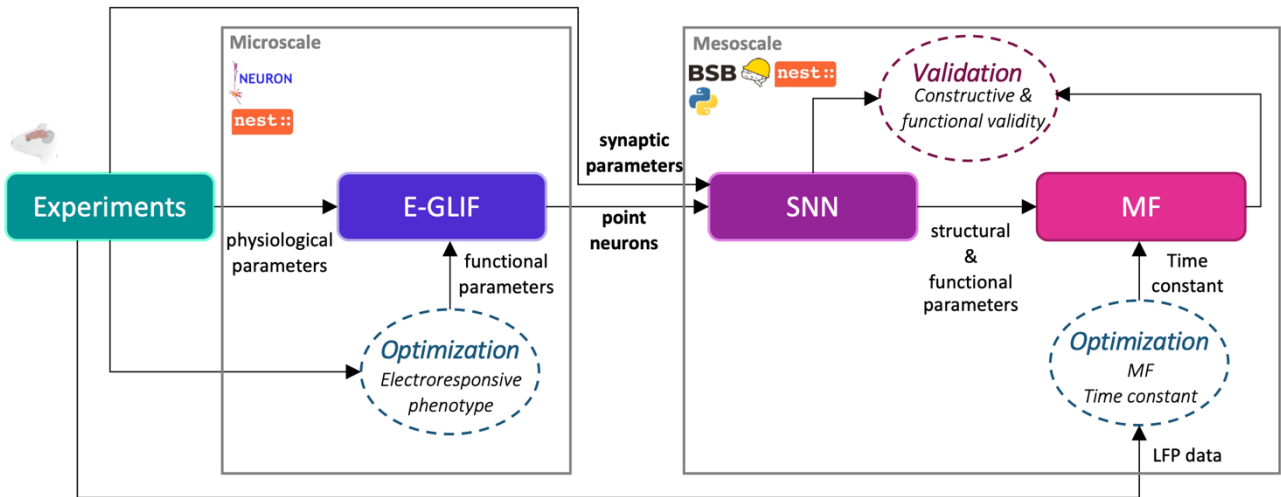 Microscale
NEURON
nest::
Mesoscale
BSB
nest::
Validation
Constructive &
functional validity
synaptic
parameters
Experiments
E-GLIF
SNN
MF
physiological
parameters
functional
parameters
point
neurons
structural
&
functional
parameters
Time
constant
Optimization
Electroresponsive
phenotype
Optimization
MF
Time constant
LFP data